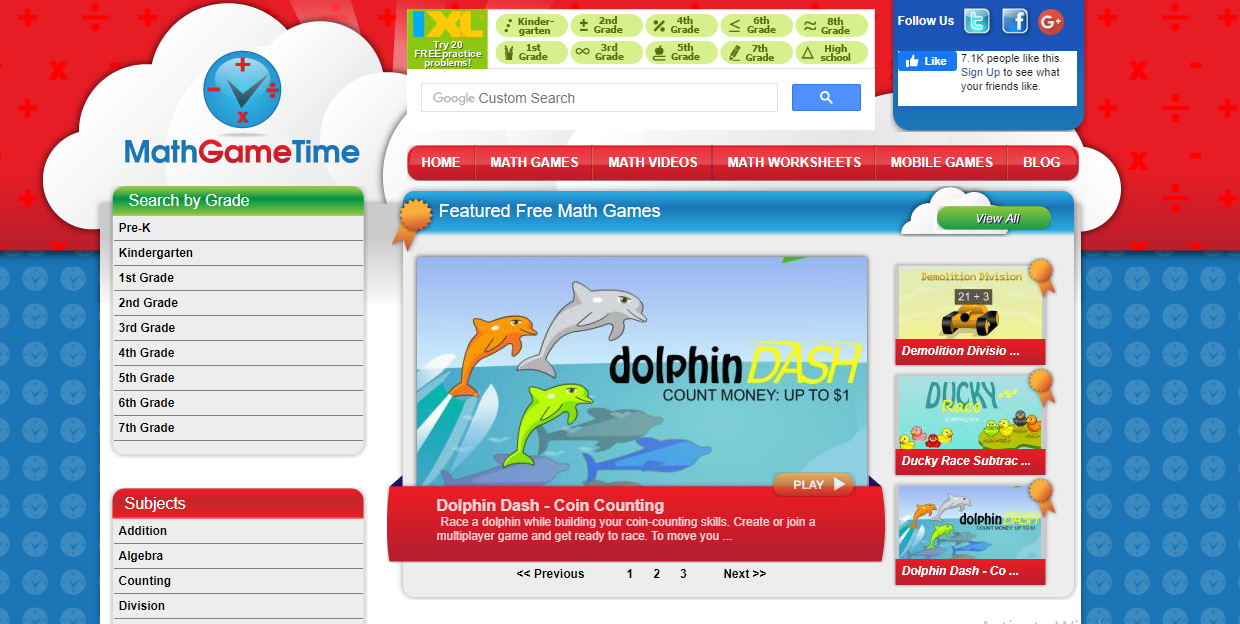 IXL
Try 20
FREE practice
problems!
Kinder-
garten
2nd
Grade
4th
Grade
6th
Grade
8th
Grade
1st
Grade
3rd
Grade
5th
Grade
7th
Grade
High
school
Follow Us
Like
7.1K people like this.
Sign Up to see what
your friends like.
Google Custom Search
MathGameTime
HOME
MATH GAMES
MATH VIDEOS
MATH WORKSHEETS
MOBILE GAMES
BLOG
Search by Grade
Pre-K
Kindergarten
1st Grade
2nd Grade
3rd Grade
4th Grade
5th Grade
6th Grade
7th Grade
Subjects
Addition
Algebra
Counting
Division
Featured Free Math Games
View All
dolphin DASH
COUNT MONEY: UP TO $1
PLAY
Dolphin Dash - Coin Counting
Race a dolphin while building your coin-counting skills. Create or join a
multiplayer game and get ready to race. To move you ...
<< Previous 1 2 3 Next >>
Demolition Division
21 ÷ 3
Demolition Divisio ...
DUCKY
Race
SUBTRACTION
Ducky Race Subtrac ...
dolphin DASH
COUNT MONEY: UP TO $1
Dolphin Dash - Co ...